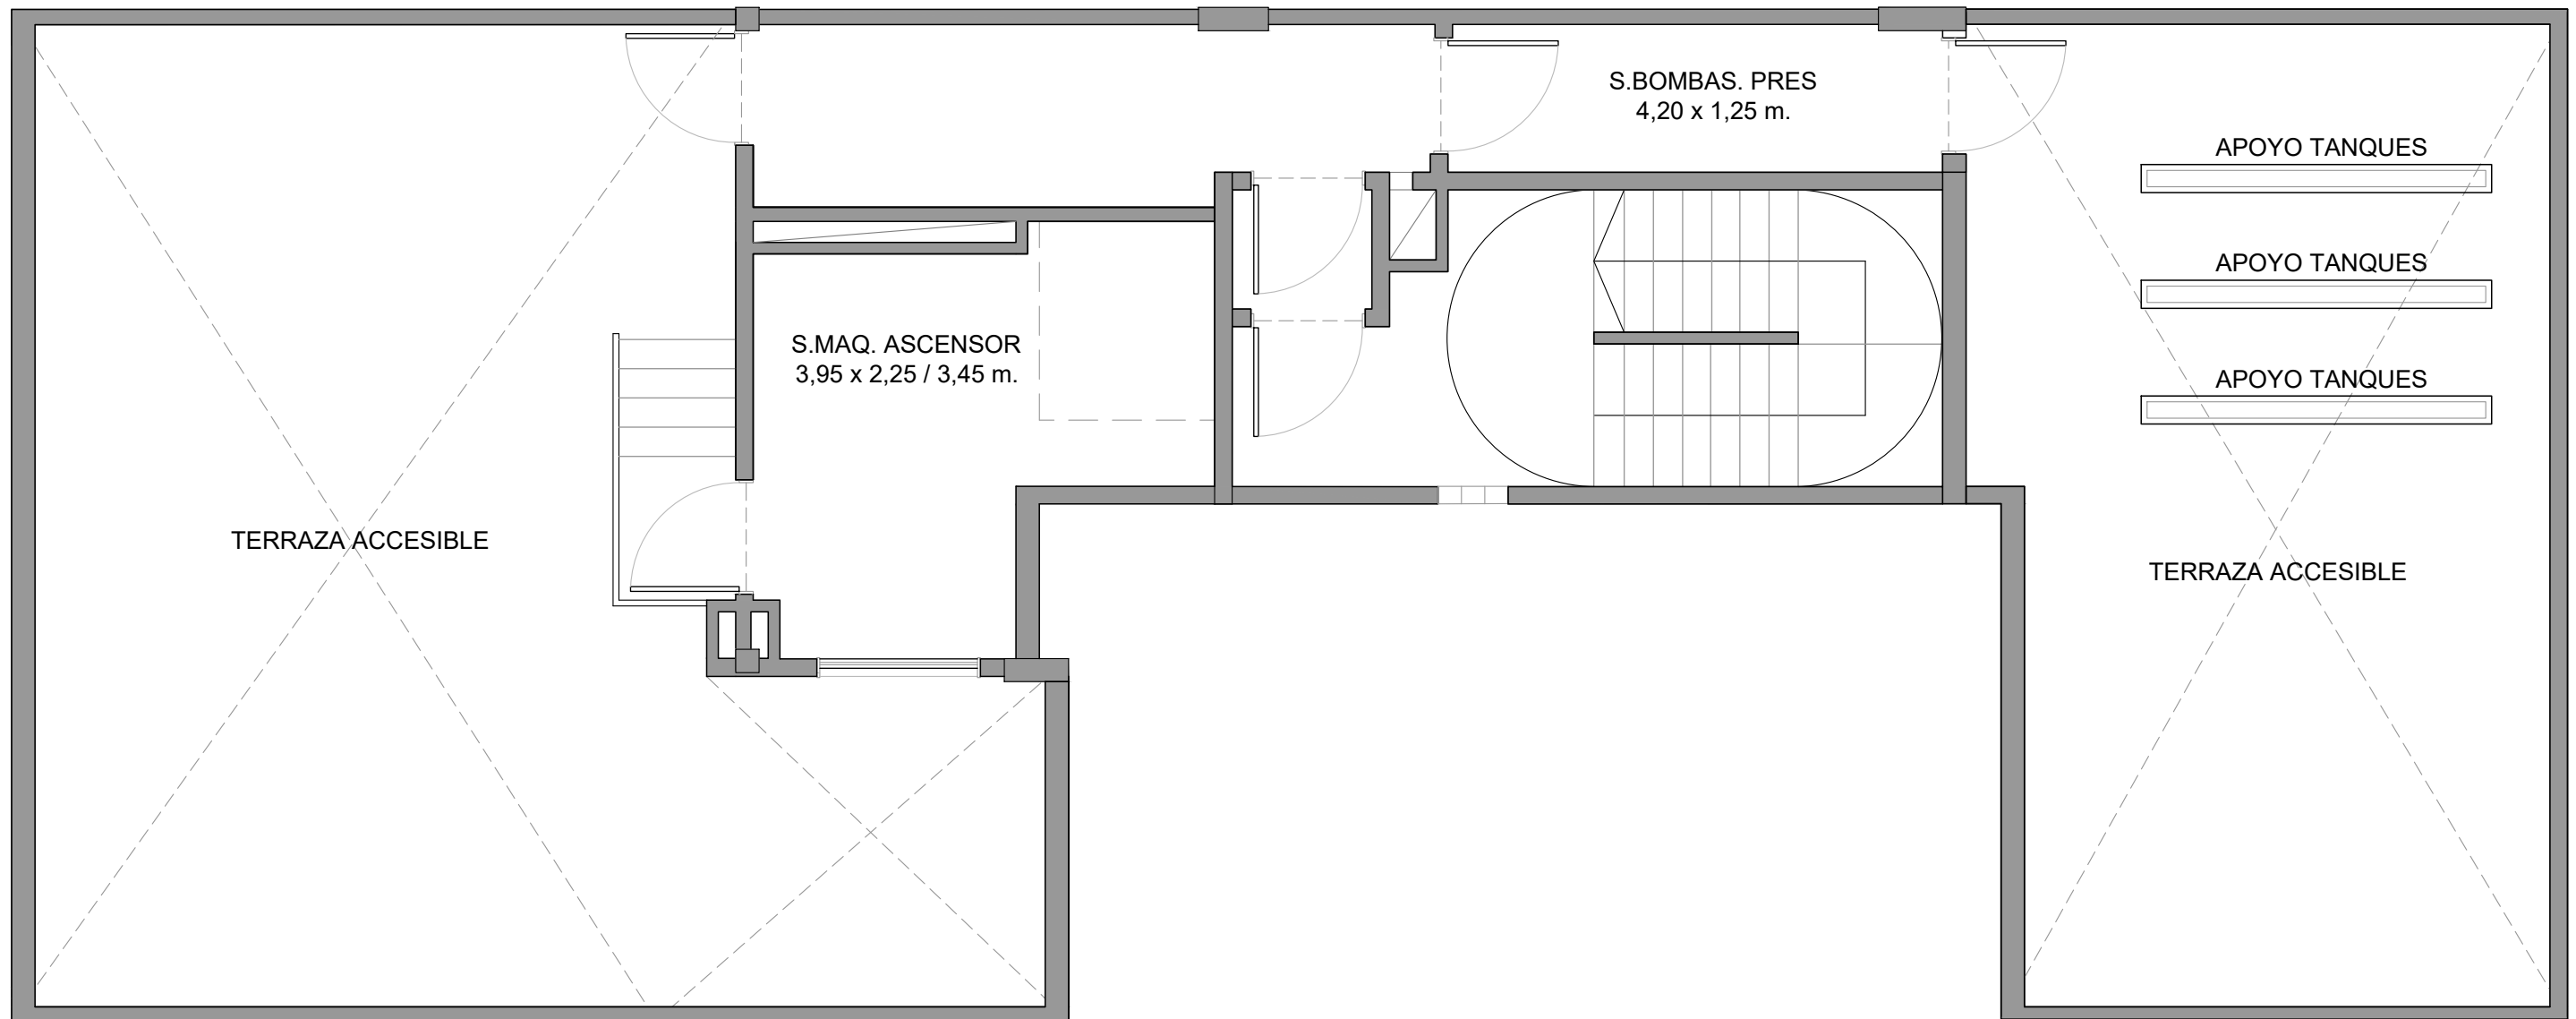 S.BOMBAS. PRES
4,20 x 1,25 m.
APOYO TANQUES
APOYO TANQUES
S.MAQ. ASCENSOR
3,95 x 2,25 / 3,45 m.
APOYO TANQUES
TERRAZA ACCESIBLE
TERRAZA ACCESIBLE